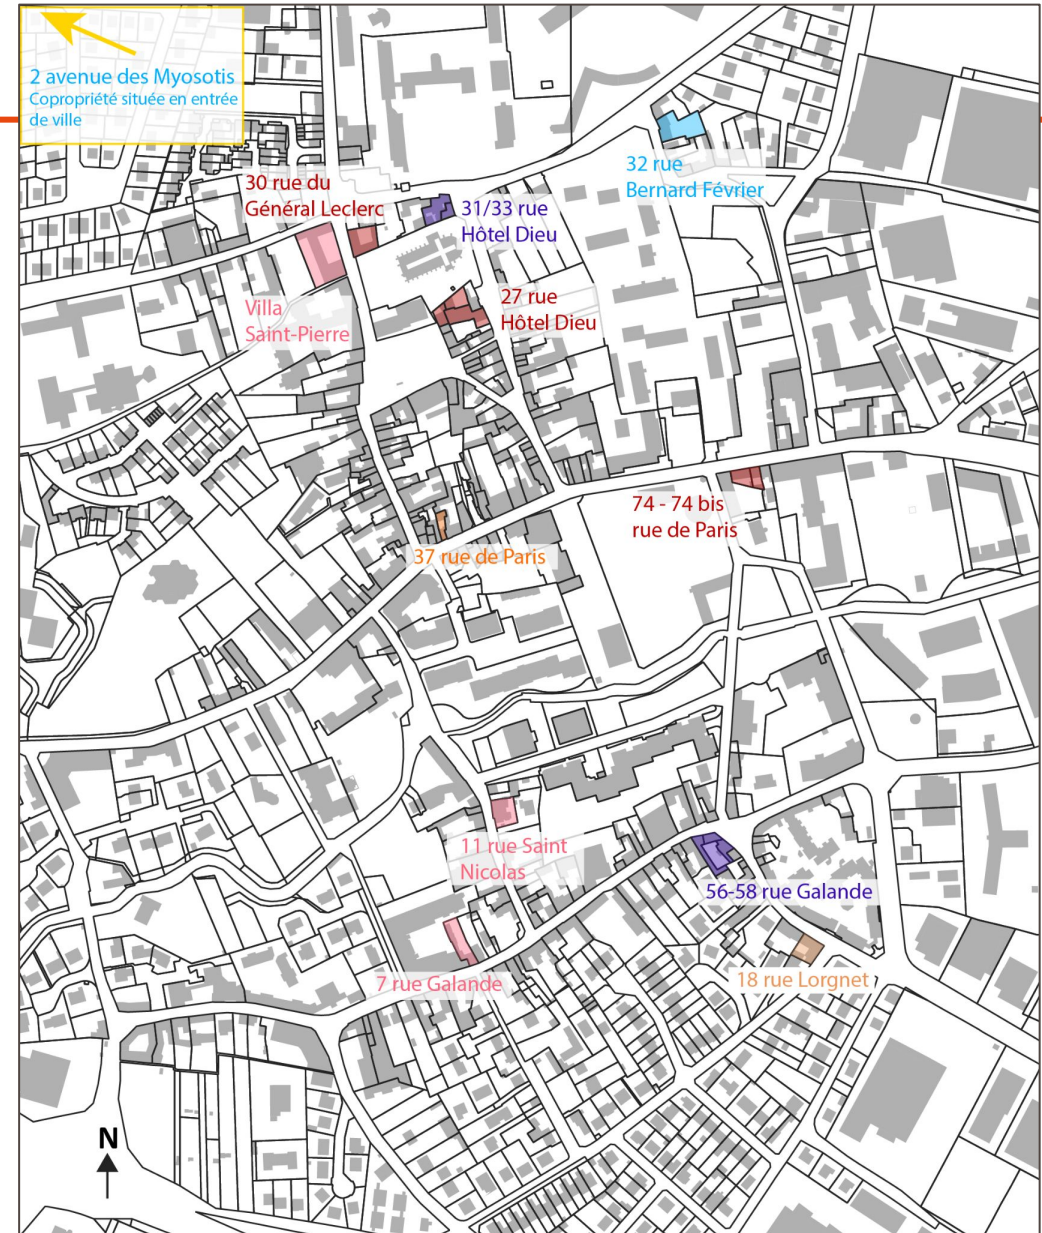 2 avenue des Myosotis
Copropriété située en entrée
de ville
32 rue
Bernard Février
30 rue du
Général Leclerc
31/33 rue
Hôtel Dieu
27 rue
Hôtel Dieu
Villa
Saint-Pierre
74 - 74 bis
rue de Paris
37 rue de Paris
11 rue Saint
Nicolas
56-58 rue Galande
7 rue Galande
18 rue Lorgnet
N